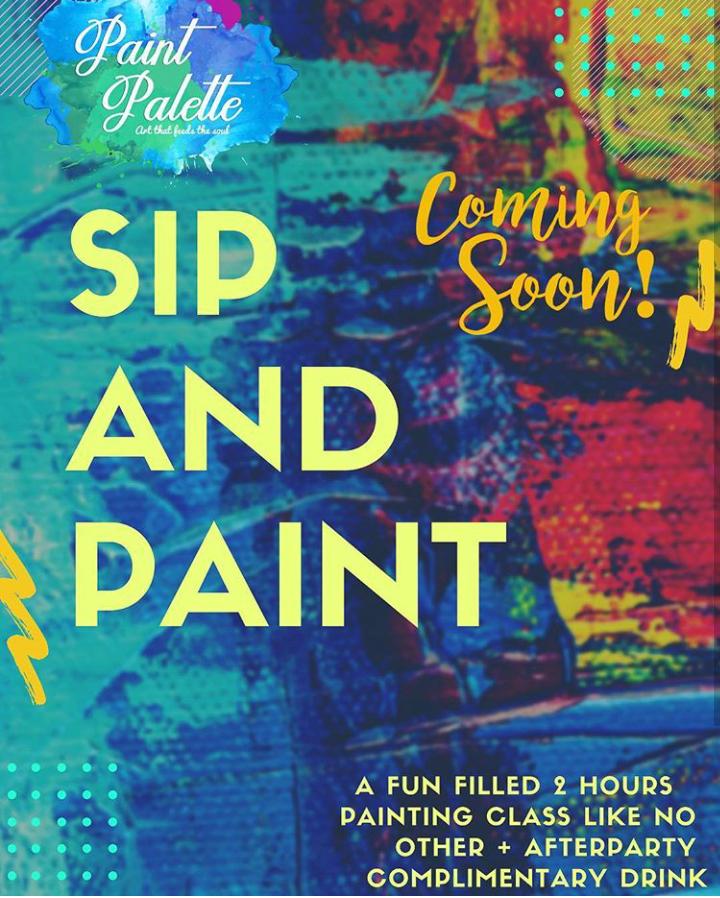 Paint
Palette
Art that feeds the soul
Coming
Soon!
SIP
AND
PAINT
A FUN FILLED 2 HOURS
PAINTING CLASS LIKE NO
OTHER + AFTERPARTY
COMPLIMENTARY DRINK